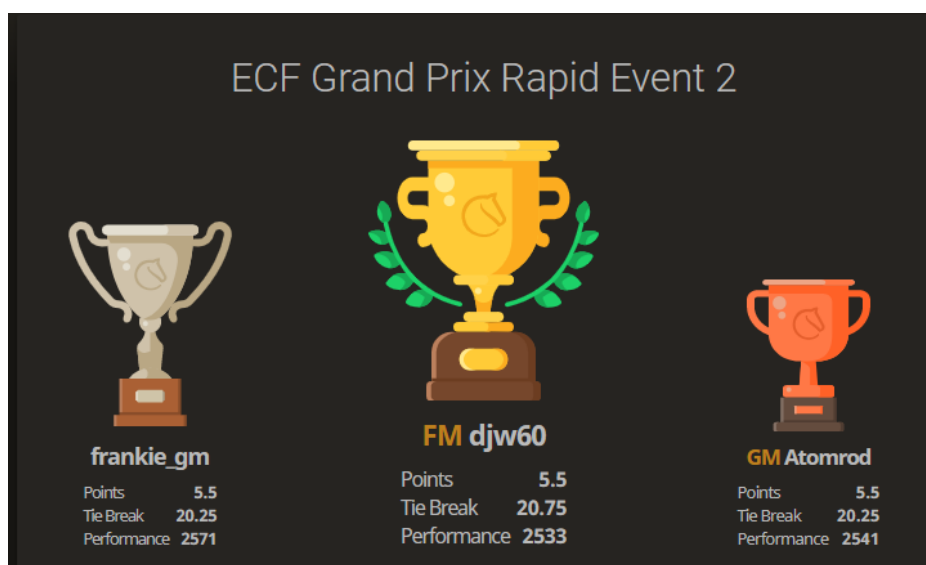 ECF Grand Prix Rapid Event 2
frankie_gm
Points 5.5
Tie Break 20.25
Performance 2571
FM djw60
Points 5.5
Tie Break 20.75
Performance 2533
GM Atomrod
Points 5.5
Tie Break 20.25
Performance 2541